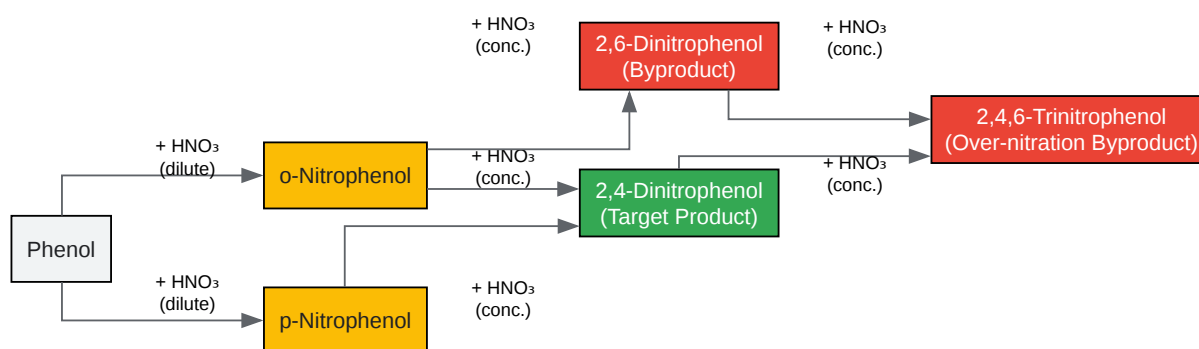 + HNO₃
(conc.)
2,6-Dinitrophenol
(Byproduct)
+ HNO₃
(conc.)
2,4,6-Trinitrophenol
(Over-nitration Byproduct)
+ HNO₃
(dilute)
o-Nitrophenol
+ HNO₃
(conc.)
2,4-Dinitrophenol
(Target Product)
+ HNO₃
(conc.)
Phenol
+ HNO₃
(dilute)
p-Nitrophenol
+ HNO₃
(conc.)